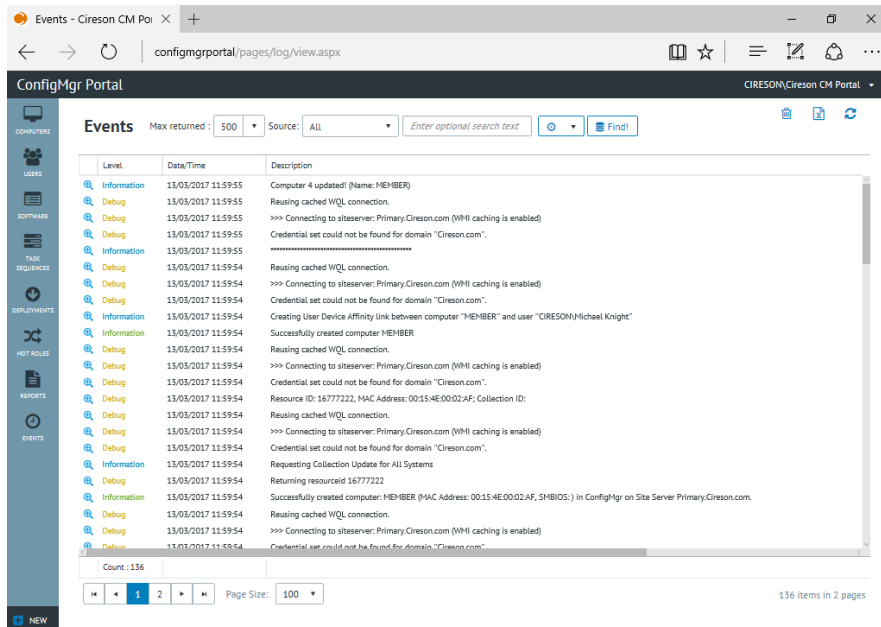 Events - Cireson CM Por
configmgrportal/pages/log/view.aspx
ConfigMgr Portal
CIRESON\Cireson CM Portal
COMPUTERS
USERS
SOFTWARE
TASK
SEQUENCES
DEPLOYMENTS
MDT ROLES
REPORTS
EVENTS
NEW
Events Max returned : 500 Source: All Enter optional search text Find!
Level Date/Time Description
Information 13/03/2017 11:59:55 Computer 4 updated! (Name: MEMBER)
Debug 13/03/2017 11:59:55 Reusing cached WQL connection.
Debug 13/03/2017 11:59:55 >>> Connecting to siteserver: Primary.Cireson.com (WMI caching is enabled)
Debug 13/03/2017 11:59:55 Credential set could not be found for domain "Cireson.com".
Information 13/03/2017 11:59:55
Debug 13/03/2017 11:59:54 Reusing cached WQL connection.
Debug 13/03/2017 11:59:54 >>> Connecting to siteserver: Primary.Cireson.com (WMI caching is enabled)
Debug 13/03/2017 11:59:54 Credential set could not be found for domain "Cireson.com".
Information 13/03/2017 11:59:54 Creating User Device Affinity link between computer "MEMBER" and user "CIRESON\Michael Knight"
Information 13/03/2017 11:59:54 Successfully created computer MEMBER
Debug 13/03/2017 11:59:54 Reusing cached WQL connection.
Debug 13/03/2017 11:59:54 >>> Connecting to siteserver: Primary.Cireson.com (WMI caching is enabled)
Debug 13/03/2017 11:59:54 Credential set could not be found for domain "Cireson.com".
Debug 13/03/2017 11:59:54 Resource ID: 16777222, MAC Address: 00:15:4E:00:02:AF; Collection ID:
Debug 13/03/2017 11:59:54 Reusing cached WQL connection.
Debug 13/03/2017 11:59:54 >>> Connecting to siteserver: Primary.Cireson.com (WMI caching is enabled)
Debug 13/03/2017 11:59:54 Credential set could not be found for domain "Cireson.com".
Information 13/03/2017 11:59:54 Requesting Collection Update for All Systems
Debug 13/03/2017 11:59:54 Returning resourceid 16777222
Information 13/03/2017 11:59:54 Successfully created computer: MEMBER (MAC Address: 00:15:4E:00:02:AF, SMBIOS: ) in ConfigMgr on Site Server Primary.Cireson.com.
Debug 13/03/2017 11:59:54 Reusing cached WQL connection.
Debug 13/03/2017 11:59:54 >>> Connecting to siteserver: Primary.Cireson.com (WMI caching is enabled)
Debug 13/03/2017 11:59:54 Credential set could not be found for domain "Cireson.com".
Count : 136
1 2 Page Size: 100 136 items in 2 pages